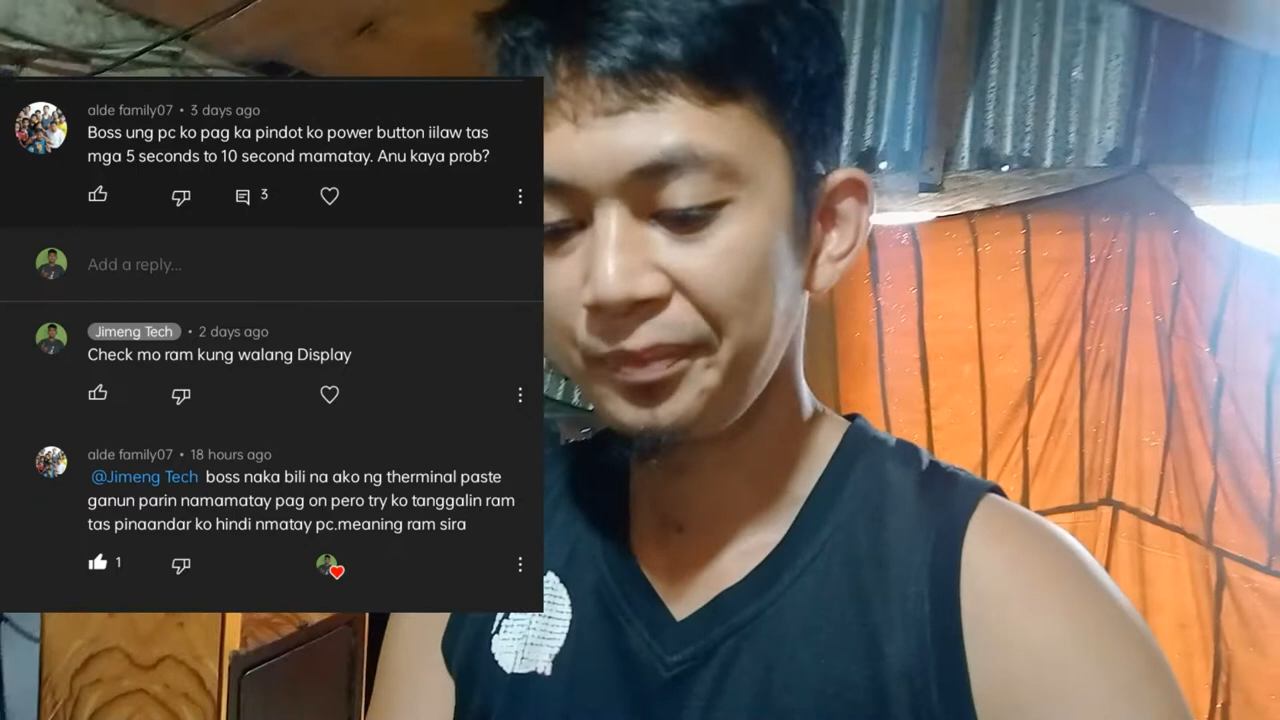 alde family07 • 3 days ago
Boss ung pc ko pag ka pindot ko power button iilaw tas
mga 5 seconds to 10 second mamatay. Anu kaya prob?
3
Add a reply...
Jimeng Tech • 2 days ago
Check mo ram kung walang Display
alde family07 • 18 hours ago
@Jimeng Tech boss naka bili na ako ng therminal paste
ganun parin namamatay pag on pero try ko tanggalin ram
tas pinaandar ko hindi nmatay pc.meaning ram sira
1